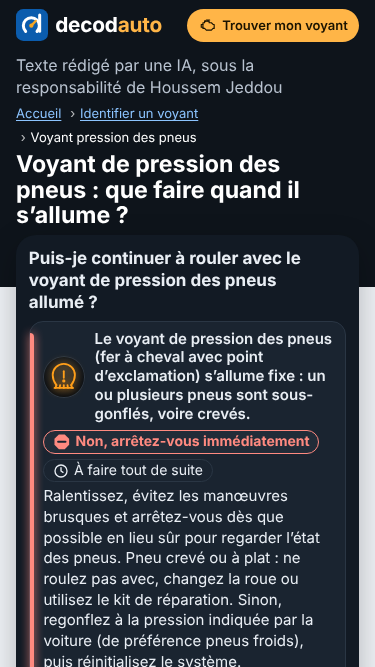 decodauto
Trouver mon voyant
Texte rédigé par une IA, sous la
responsabilité de Houssem Jeddou
Accueil › Identifier un voyant
› Voyant pression des pneus
Voyant de pression des
pneus : que faire quand il
s’allume ?
Puis-je continuer à rouler avec le
voyant de pression des pneus
allumé ?
Le voyant de pression des pneus
(fer à cheval avec point
d’exclamation) s’allume fixe : un
ou plusieurs pneus sont sous-
gonflés, voire crevés.
Non, arrêtez-vous immédiatement
À faire tout de suite
Ralentissez, évitez les manœuvres
brusques et arrêtez-vous dès que
possible en lieu sûr pour regarder l’état
des pneus. Pneu crevé ou à plat : ne
roulez pas avec, changez la roue ou
utilisez le kit de réparation. Sinon,
regonflez à la pression indiquée par la
voiture (de préférence pneus froids),
puis réinitialisez le système.